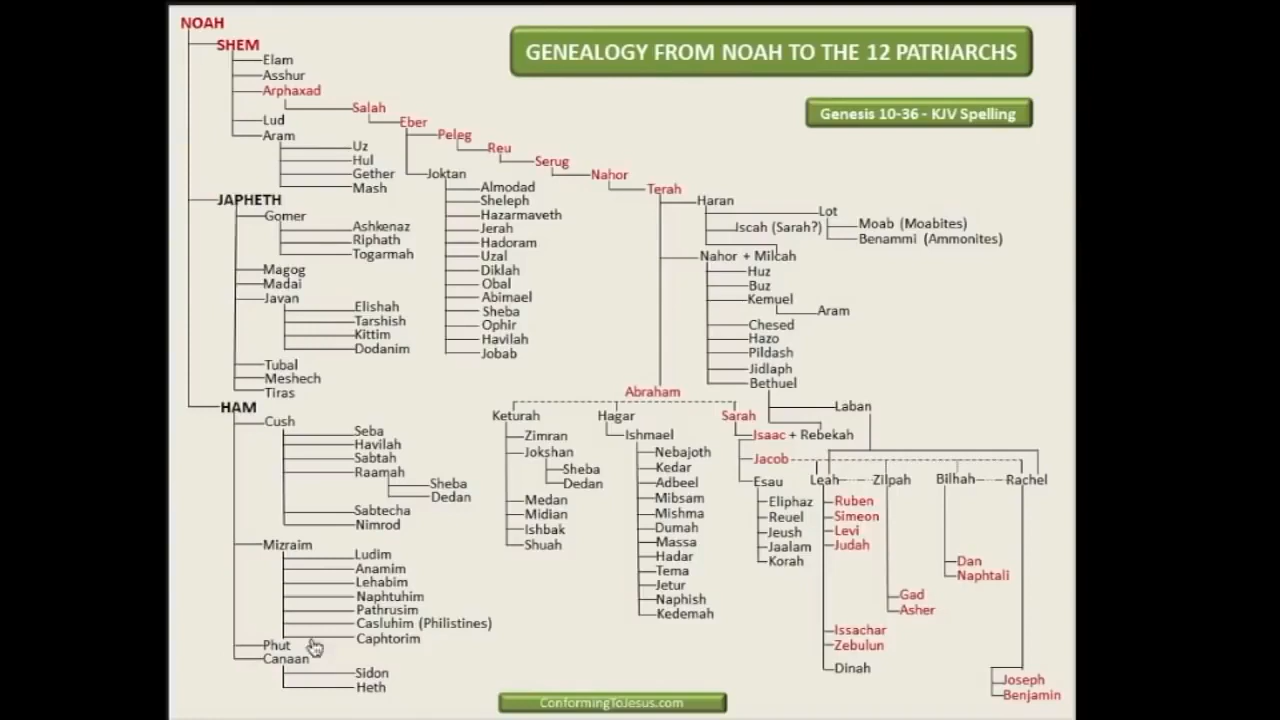 NOAH
GENEALOGY FROM NOAH TO THE 12 PATRIARCHS
Genesis 10-36 - KJV Spelling
SHEM
Elam
Asshur
Arphaxad
Salah
Eber
Peleg
Reu
Serug
Nahor
Terah
Lud
Aram
Uz
Hul
Gether
Mash
Joktan
Almodad
Sheleph
Hazarmaveth
Jerah
Hadoram
Uzal
Diklah
Obal
Abimael
Sheba
Ophir
Havilah
Jobab
Haran
Lot
Moab (Moabites)
Benammi (Ammonites)
Iscah (Sarah?)
Nahor + Milcah
Huz
Buz
Kemuel
Aram
Chesed
Hazo
Pildash
Jidlaph
Bethuel
Laban
JAPHETH
Gomer
Ashkenaz
Riphath
Togarmah
Magog
Madai
Javan
Elishah
Tarshish
Kittim
Dodanim
Tubal
Meshech
Tiras
HAM
Cush
Seba
Havilah
Sabtah
Raamah
Sheba
Dedan
Sabtecha
Nimrod
Mizraim
Ludim
Anamim
Lehabim
Naphtuhim
Pathrusim
Casluhim (Philistines)
Caphtorim
Phut
Canaan
Sidon
Heth
Abraham
Keturah
Zimran
Jokshan
Sheba
Dedan
Medan
Midian
Ishbak
Shuah
Hagar
Ishmael
Nebajoth
Kedar
Adbeel
Mibsam
Mishma
Dumah
Massa
Hadar
Tema
Jetur
Naphish
Kedemah
Sarah
Isaac + Rebekah
Jacob
Esau
Eliphaz
Reuel
Jeush
Jaalam
Korah
Leah
Zilpah
Bilhah
Rachel
Ruben
Simeon
Levi
Judah
Dan
Naphtali
Gad
Asher
Issachar
Zebulun
Dinah
Joseph
Benjamin
ConformingToJesus.com